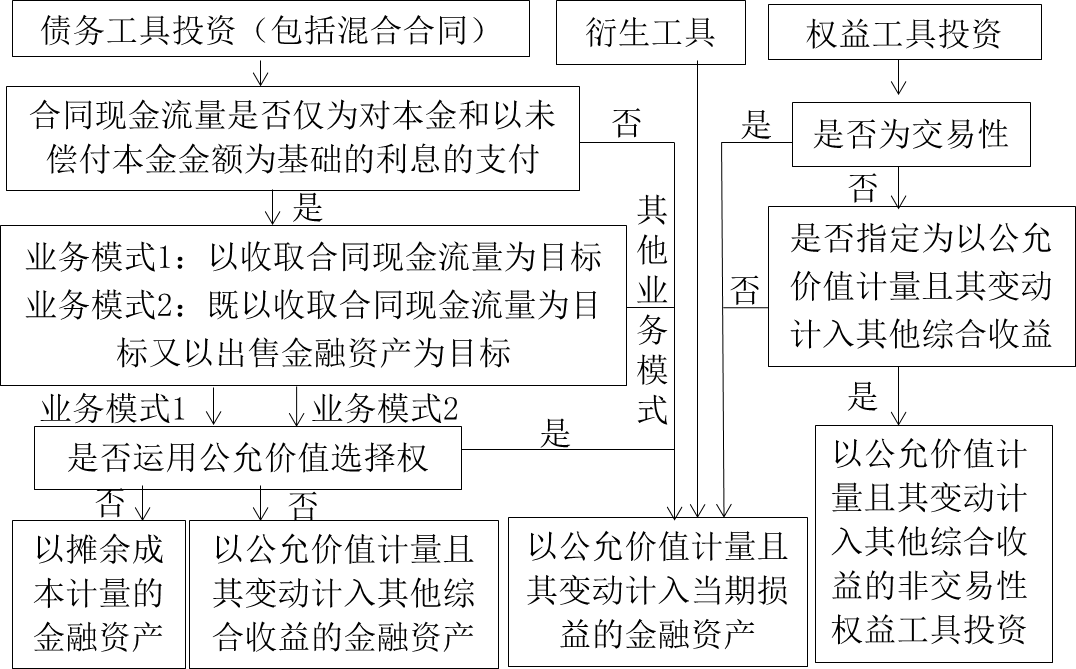 债务工具投资（包括混合合同）
衍生工具
权益工具投资
合同现金流量是否仅为对本金和以未
偿付本金金额为基础的利息的支付
否
是
是否为交易性
是
否
其他业务模式
业务模式1：以收取合同现金流量为目标
业务模式2：既以收取合同现金流量为目
标又以出售金融资产为目标
否
是否指定为以公允
价值计量且其变动
计入其他综合收益
业务模式1
业务模式2
是
是
是否运用公允价值选择权
否
否
以摊余成
本计量的
金融资产
以公允价值计量且
其变动计入其他综
合收益的金融资产
以公允价值计量且
其变动计入当期损
益的金融资产
以公允价值计
量且其变动计
入其他综合收
益的非交易性
权益工具投资